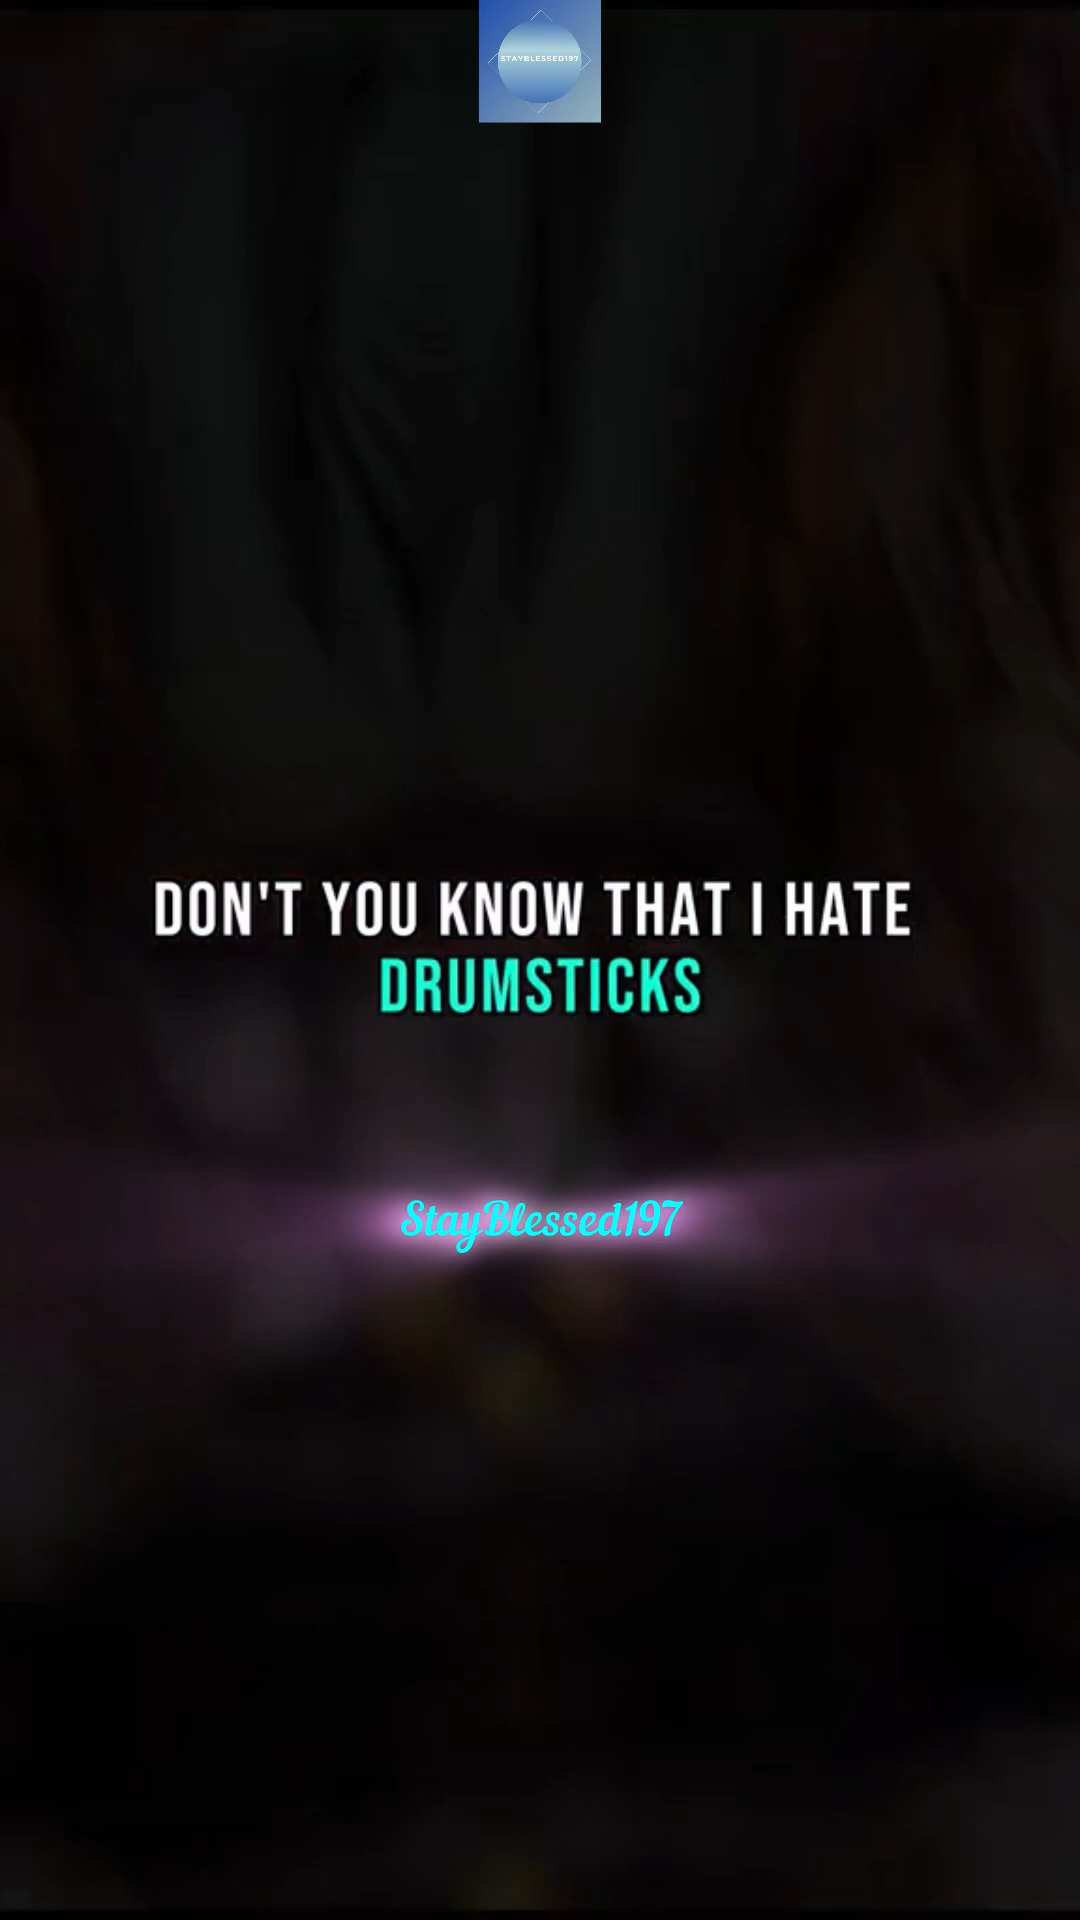 STAYBLESSED197
DON'T YOU KNOW THAT I HATE
DRUMSTICKS
StayBlessed197